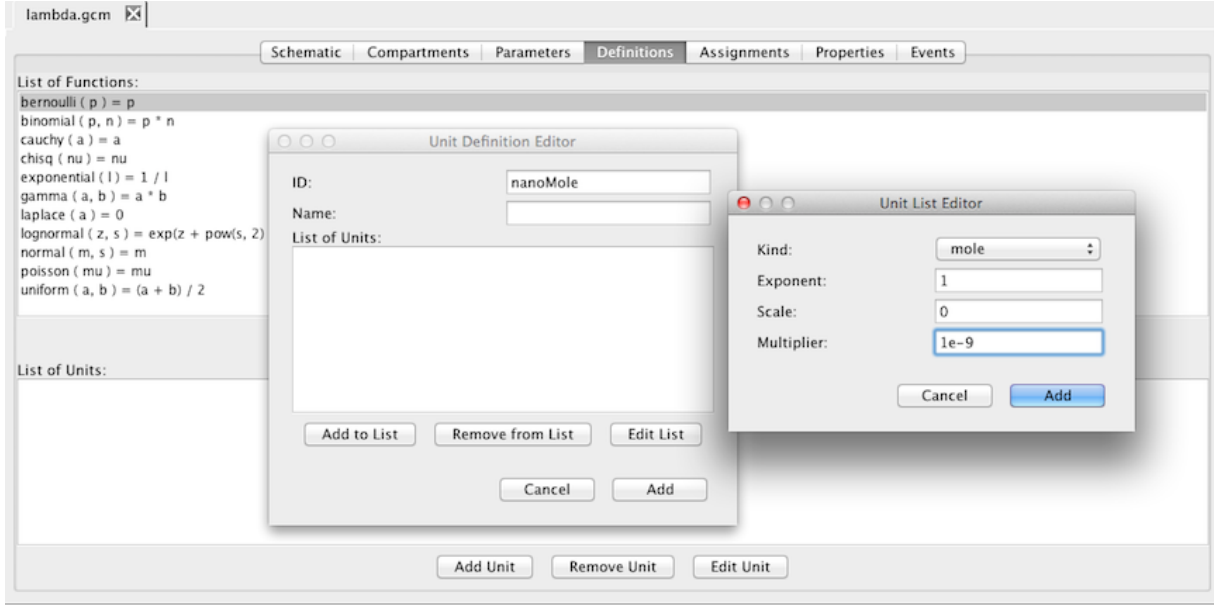 lambda.gcm
Schematic Compartments Parameters Definitions Assignments Properties Events
List of Functions:
bernoulli ( p ) = p
binomial ( p, n ) = p * n
cauchy ( a ) = a
chisq ( nu ) = nu
exponential ( l ) = 1 / l
gamma ( a, b ) = a * b
laplace ( a ) = 0
lognormal ( z, s ) = exp(z + pow(s, 2)
normal ( m, s ) = m
poisson ( mu ) = mu
uniform ( a, b ) = (a + b) / 2
List of Units:
Add Unit Remove Unit Edit Unit
Unit Definition Editor
ID: nanoMole
Name:
List of Units:
Add to List Remove from List Edit List
Cancel Add
Unit List Editor
Kind: mole
Exponent: 1
Scale: 0
Multiplier: 1e-9
Cancel Add